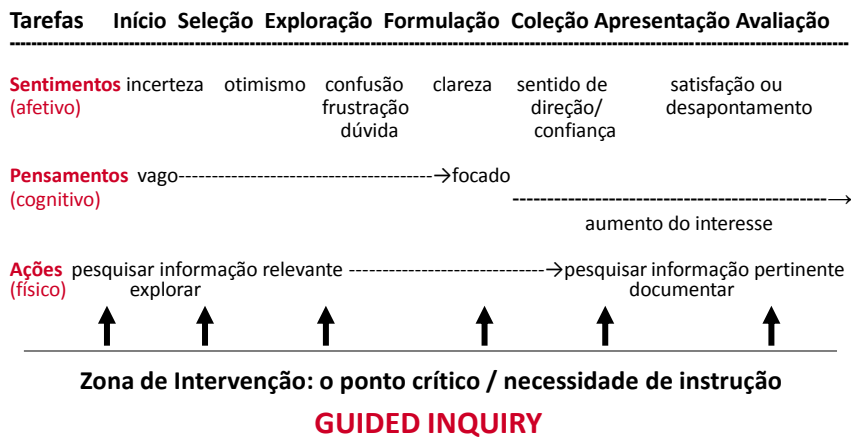 Tarefas Início Seleção Exploração Formulação Coleção Apresentação Avaliação
Sentimentos incerteza otimismo confusão clareza sentido de satisfação ou
(afetivo) frustração direção/ desapontamento
dúvida confiança
Pensamentos vago----------------------------------------→focado
(cognitivo) ------------------------------------------------→
aumento do interesse
Ações pesquisar informação relevante ------------------------------→pesquisar informação pertinente
(físico) explorar documentar
Zona de Intervenção: o ponto crítico / necessidade de instrução
GUIDED INQUIRY